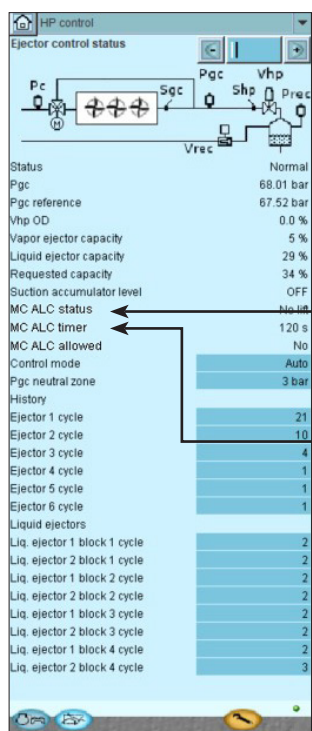 HP control
Ejector control status
Pc
Sgc
Pgc
Shp
Vhp
Prec
M
Vrec
Status Normal
Pgc 68.01 bar
Pgc reference 67.52 bar
Vhp OD 0.0 %
Vapor ejector capacity 5 %
Liquid ejector capacity 29 %
Requested capacity 34 %
Suction accumulator level OFF
MC ALC status No lift
MC ALC timer 120 s
MC ALC allowed No
Control mode Auto
Pgc neutral zone 3 bar
History
Ejector 1 cycle 21
Ejector 2 cycle 10
Ejector 3 cycle 4
Ejector 4 cycle 1
Ejector 5 cycle 1
Ejector 6 cycle 1
Liquid ejectors
Liq. ejector 1 block 1 cycle 2
Liq. ejector 2 block 1 cycle 2
Liq. ejector 1 block 2 cycle 2
Liq. ejector 2 block 2 cycle 2
Liq. ejector 1 block 3 cycle 2
Liq. ejector 2 block 3 cycle 2
Liq. ejector 1 block 4 cycle 2
Liq. ejector 2 block 4 cycle 3